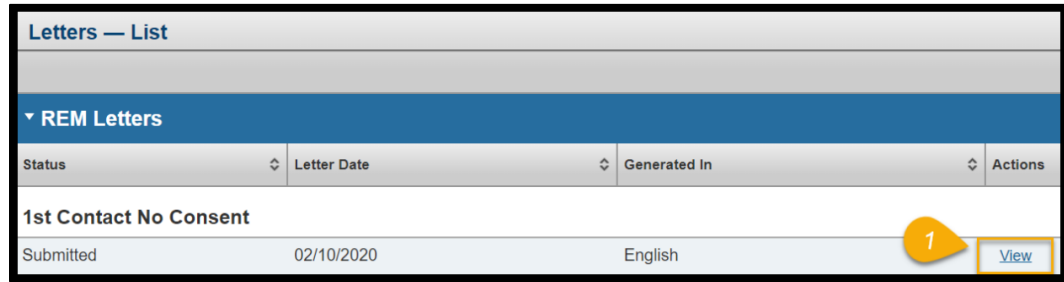 Letters — List
REM Letters
Status Letter Date Generated In Actions
1st Contact No Consent
Submitted 02/10/2020 English 1 View